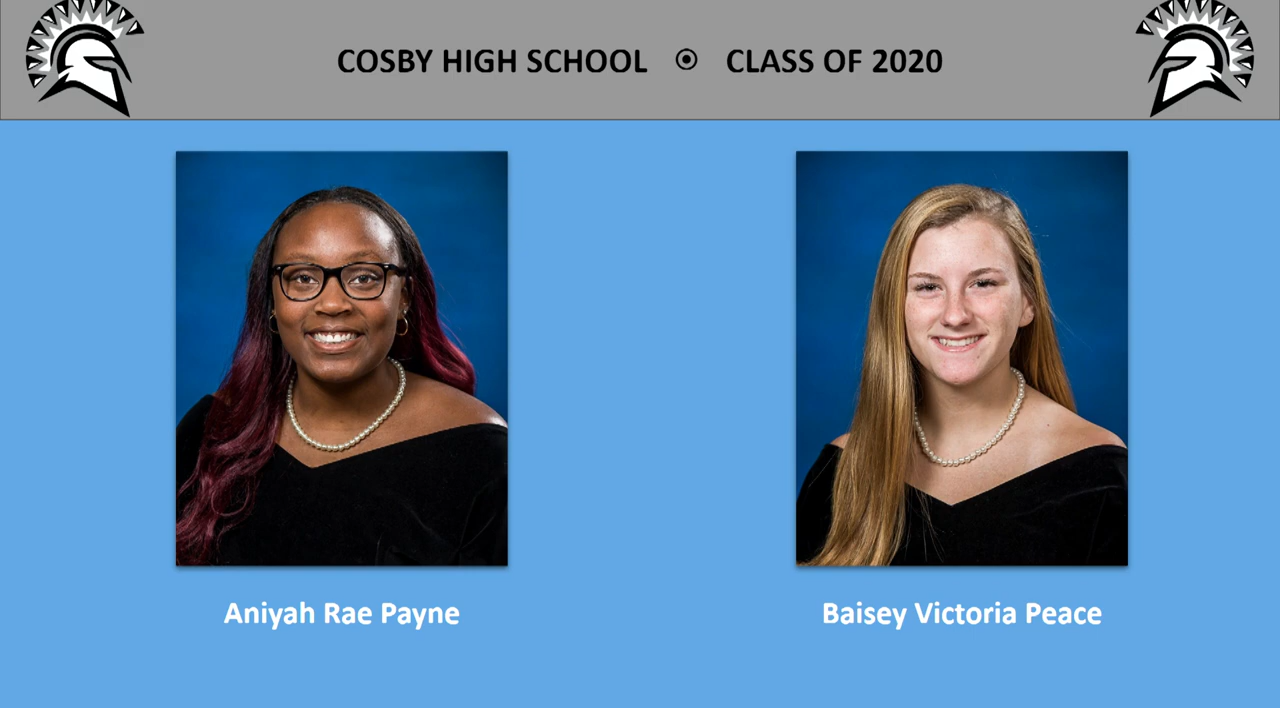 COSBY HIGH SCHOOL ⊙ CLASS OF 2020
Aniyah Rae Payne
Baisey Victoria Peace